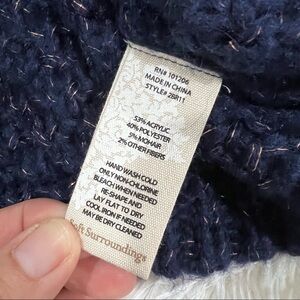 RN# 101206
MADE IN CHINA
STYLE# 26R11
53% ACRYLIC
40% POLYESTER
5% MOHAIR
2% OTHER FIBERS
HAND WASH COLD
ONLY NON-CHLORINE
BLEACH WHEN NEEDED
RE-SHAPE AND
LAY FLAT TO DRY
COOL IRON IF NEEDED
MAY BE DRY CLEANED
Soft Surroundings